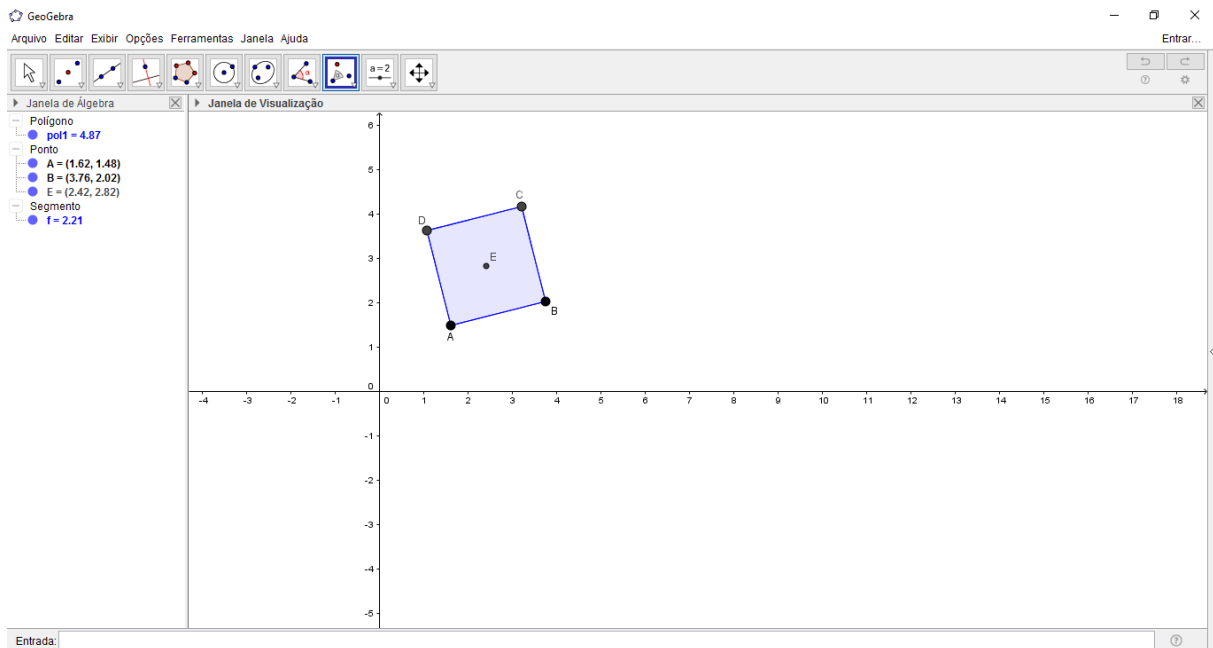 GeoGebra
Arquivo Editar Exibir Opções Ferramentas Janela Ajuda
Entrar...
α
a=2
Janela de Álgebra
Janela de Visualização
Polígono
pol1 = 4.87
Ponto
A = (1.62, 1.48)
B = (3.76, 2.02)
E = (2.42, 2.82)
Segmento
f = 2.21
6
5
4
3
2
1
0
-1
-2
-3
-4
-5
-4 -3 -2 -1 0 1 2 3 4 5 6 7 8 9 10 11 12 13 14 15 16 17 18
C
D
E
B
A
Entrada: